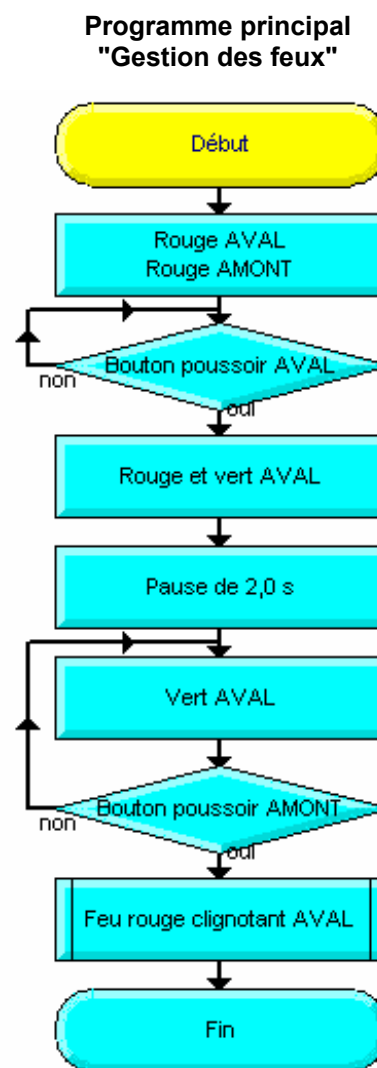 Programme principal
"Gestion des feux"
Début
Rouge AVAL
Rouge AMONT
Bouton poussoir AVAL
non
oui
Rouge et vert AVAL
Pause de 2,0 s
Vert AVAL
Bouton poussoir AMONT
non
oui
Feu rouge clignotant AVAL
Fin